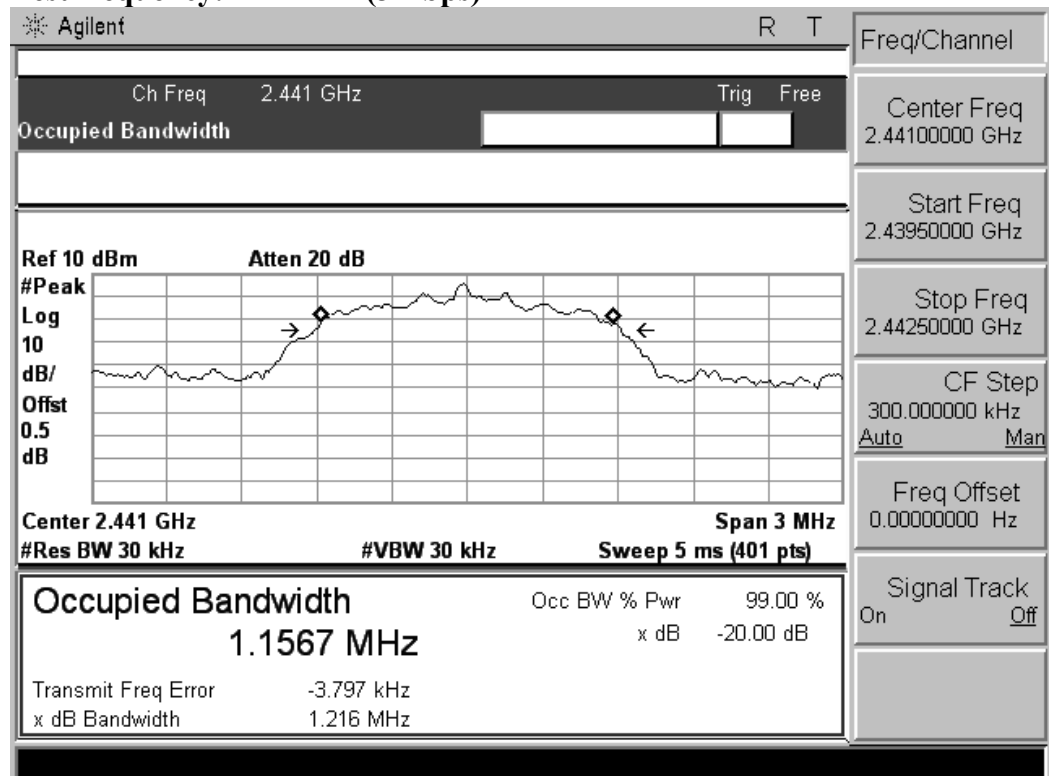 Agilent R T
Freq/Channel
Ch Freq 2.441 GHz Trig Free
Occupied Bandwidth
Center Freq
2.44100000 GHz
Start Freq
2.43950000 GHz
Stop Freq
2.44250000 GHz
CF Step
300.000000 kHz
Auto Man
Freq Offset
0.00000000 Hz
Signal Track
On Off
Ref 10 dBm Atten 20 dB
#Peak
Log
10
dB/
Offst
0.5
dB
Center 2.441 GHz Span 3 MHz
#Res BW 30 kHz #VBW 30 kHz Sweep 5 ms (401 pts)
Occupied Bandwidth
1.1567 MHz
Occ BW % Pwr 99.00 %
x dB -20.00 dB
Transmit Freq Error -3.797 kHz
x dB Bandwidth 1.216 MHz